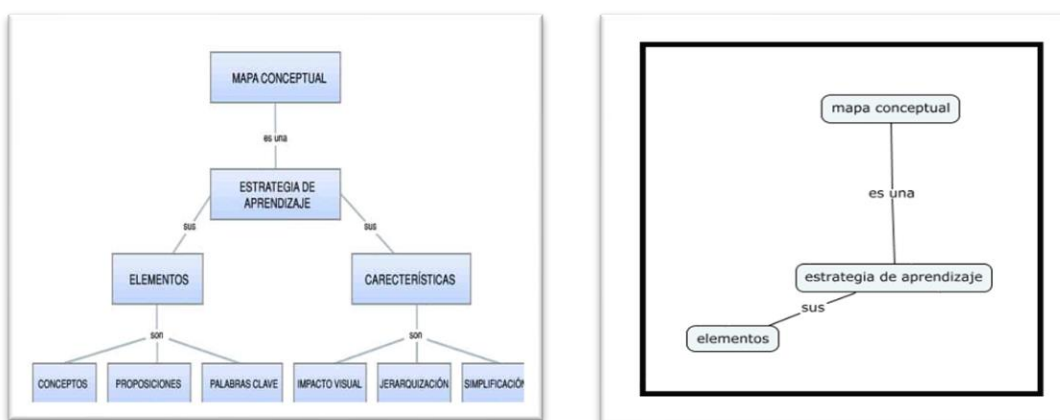 MAPA CONCEPTUAL
es una
ESTRATEGIA DE
APRENDIZAJE
sus
sus
ELEMENTOS
CARECTERÍSTICAS
son
son
CONCEPTOS
PROPOSICIONES
PALABRAS CLAVE
IMPACTO VISUAL
JERARQUIZACIÓN
SIMPLIFICACIÓN
mapa conceptual
es una
estrategia de aprendizaje
sus
elementos